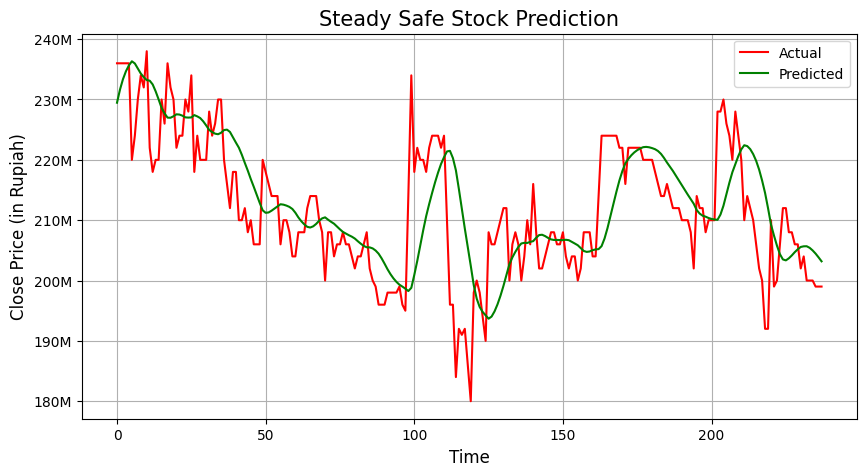 Steady Safe Stock Prediction
240M
230M
220M
210M
200M
190M
180M
Close Price (in Rupiah)
Actual
Predicted
0
50
100
150
200
Time